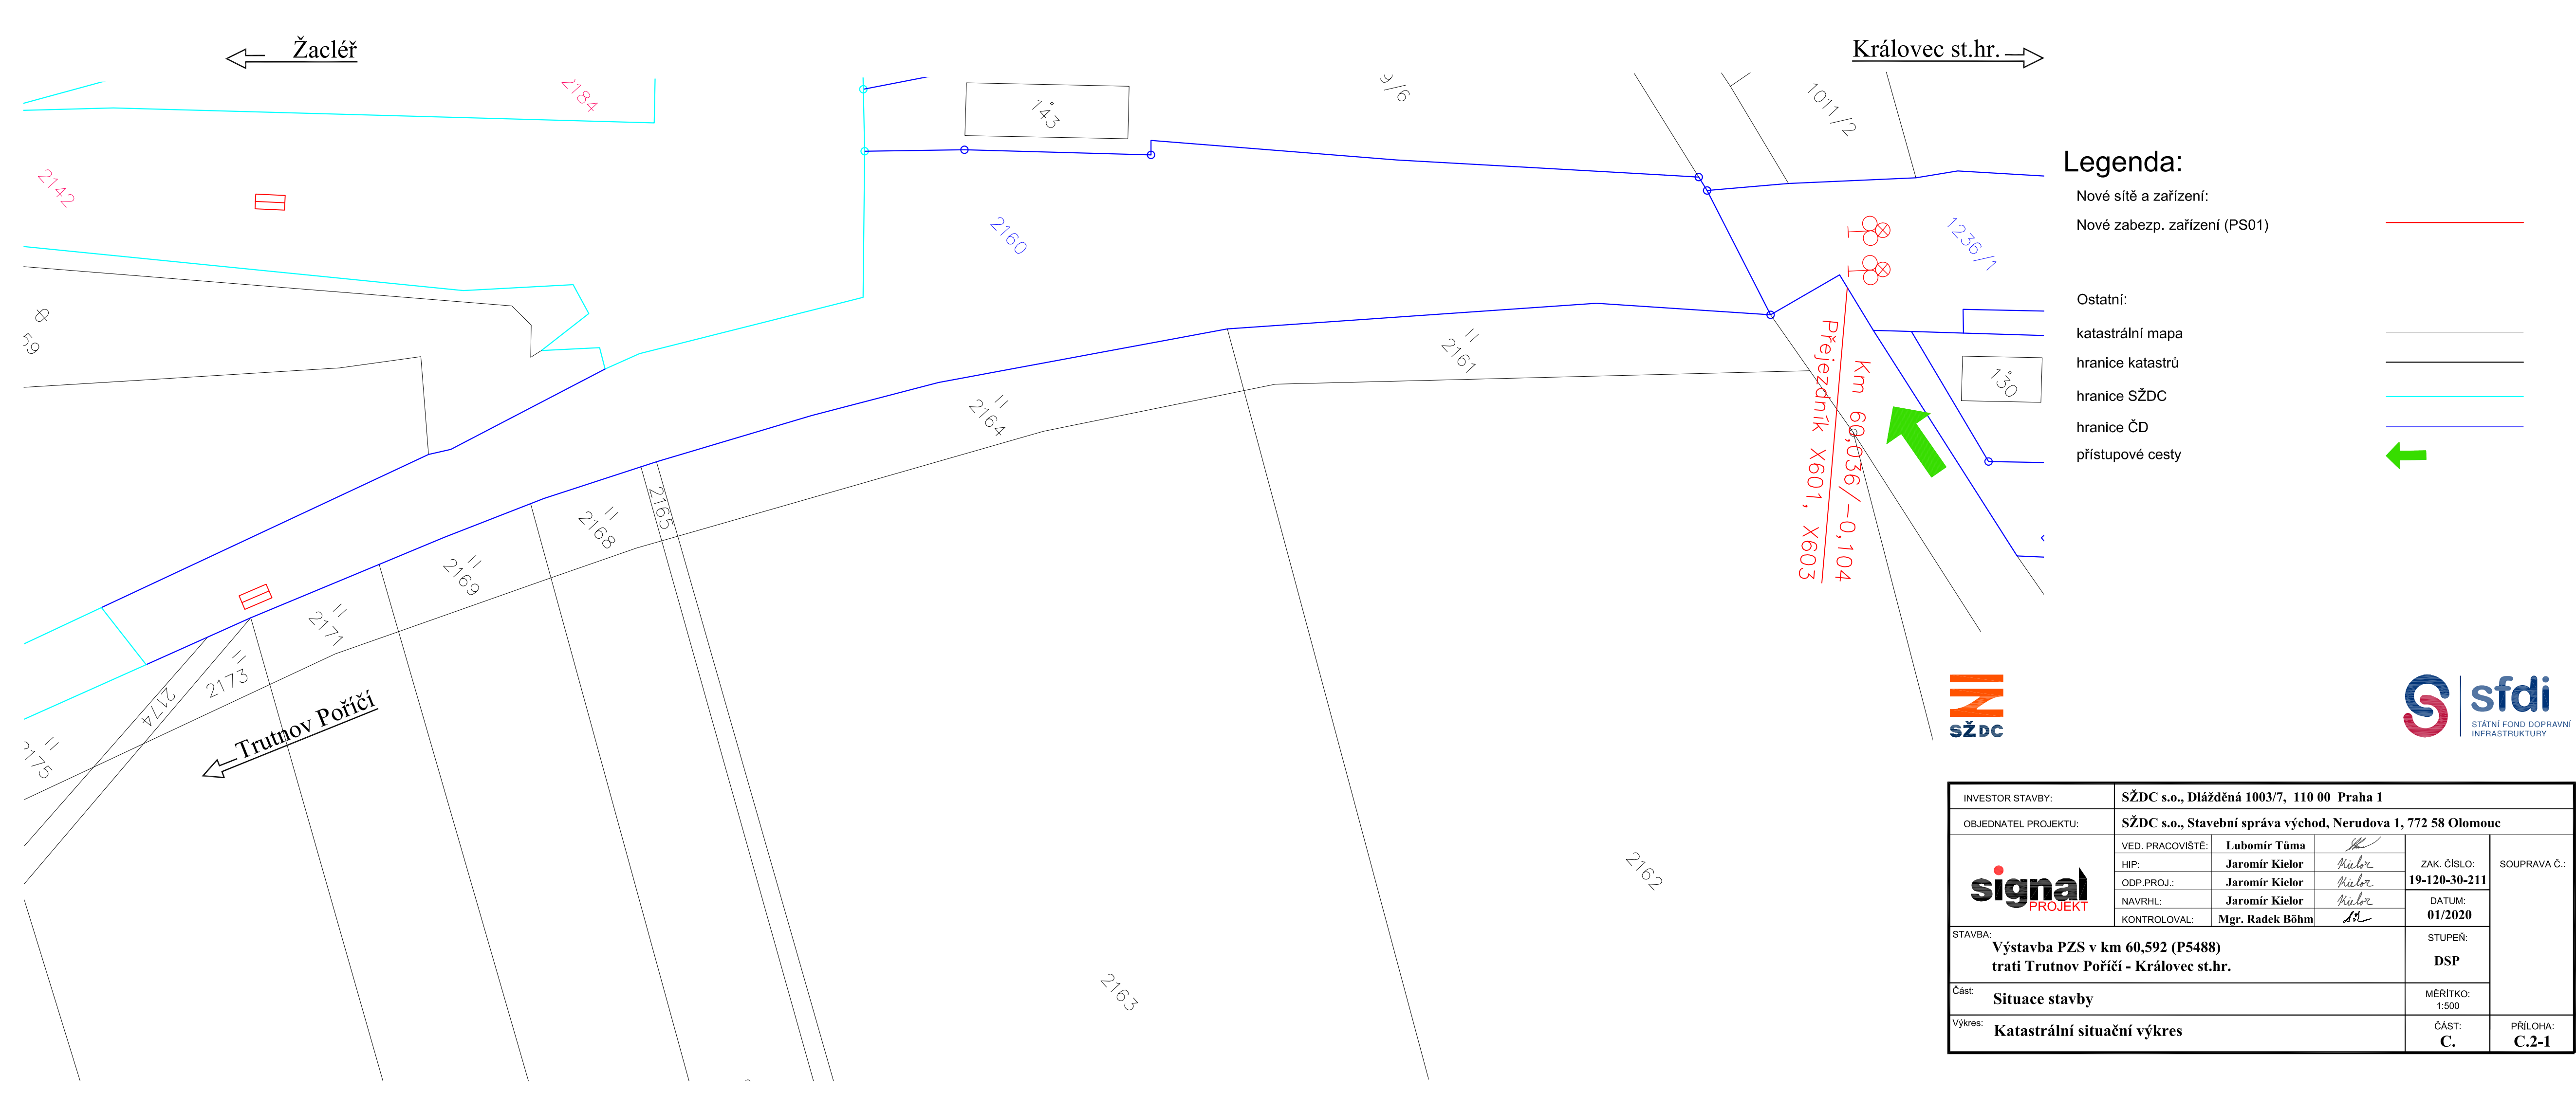 Žacléř
Královec st.hr.
2184
143
9/6
1011/2
2142
2160
1236/1
59
2161
130
2164
Km 60,036/-0,104
Přejezdník X601, X603
2165
2168
2169
2171
2173
2174
2175
Trutnov Poříčí
2162
2163
Legenda:
Nové sítě a zařízení:
Nové zabezp. zařízení (PS01)
Ostatní:
katastrální mapa
hranice katastrů
hranice SŽDC
hranice ČD
přístupové cesty
SŽDC
sfdi
STÁTNÍ FOND DOPRAVNÍ
INFRASTRUKTURY
INVESTOR STAVBY: SŽDC s.o., Dlážděná 1003/7, 110 00 Praha 1
OBJEDNATEL PROJEKTU: SŽDC s.o., Stavební správa východ, Nerudova 1, 772 58 Olomouc
signal
PROJEKT
VED. PRACOVIŠTĚ: Lubomír Tůma
HIP: Jaromír Kielor Kielor
ODP.PROJ.: Jaromír Kielor Kielor
NAVRHL: Jaromír Kielor Kielor
KONTROLOVAL: Mgr. Radek Böhm
ZAK. ČÍSLO:
19-120-30-211
SOUPRAVA Č.:
DATUM:
01/2020
STAVBA:
Výstavba PZS v km 60,592 (P5488)
trati Trutnov Poříčí - Královec st.hr.
STUPEŇ:
DSP
Část: Situace stavby
MĚŘÍTKO:
1:500
Výkres: Katastrální situační výkres
ČÁST:
C.
PŘÍLOHA:
C.2-1